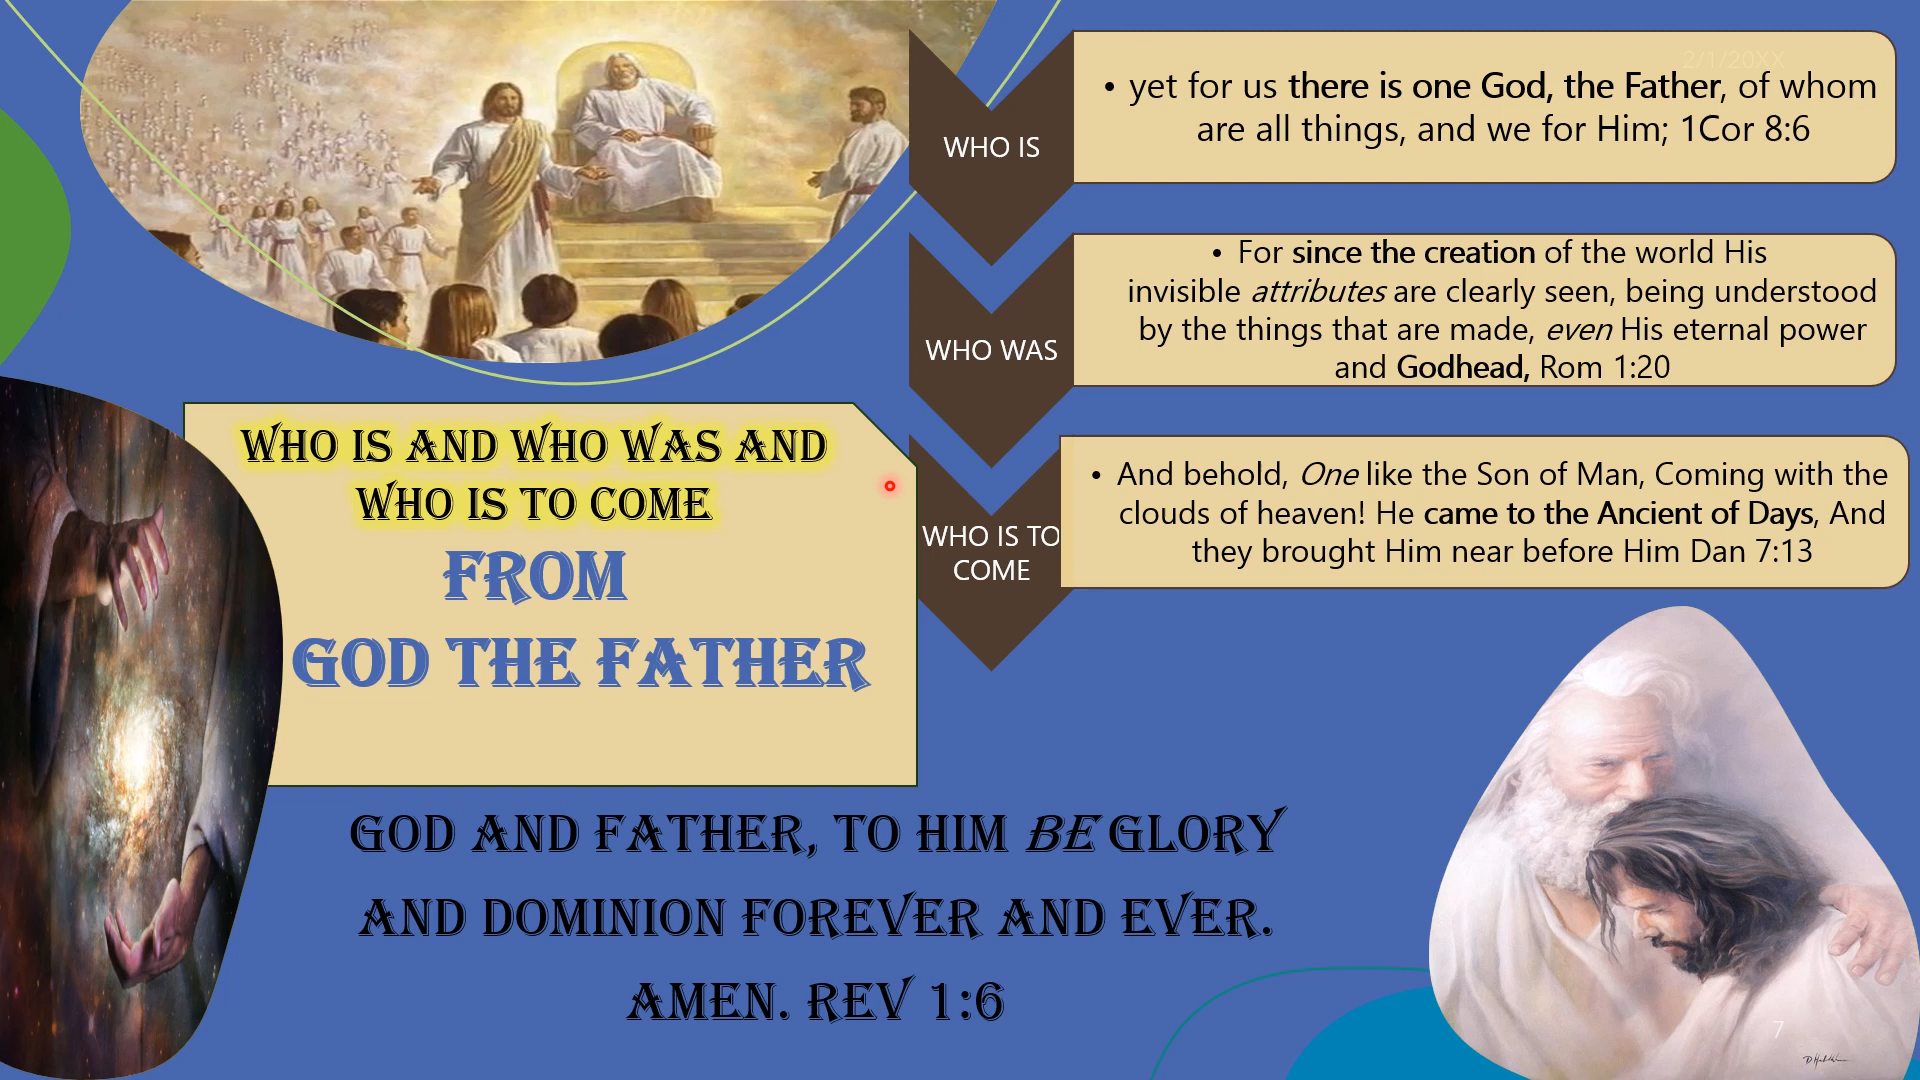 2/1/20XX
WHO IS
• yet for us there is one God, the Father, of whom
are all things, and we for Him; 1Cor 8:6
WHO WAS
• For since the creation of the world His
invisible attributes are clearly seen, being understood
by the things that are made, even His eternal power
and Godhead, Rom 1:20
WHO IS TO
COME
• And behold, One like the Son of Man, Coming with the
clouds of heaven! He came to the Ancient of Days, And
they brought Him near before Him Dan 7:13
WHO IS AND WHO WAS AND
WHO IS TO COME
FROM
GOD THE FATHER
GOD AND FATHER, TO HIM BE GLORY
AND DOMINION FOREVER AND EVER.
AMEN. REV 1:6
7